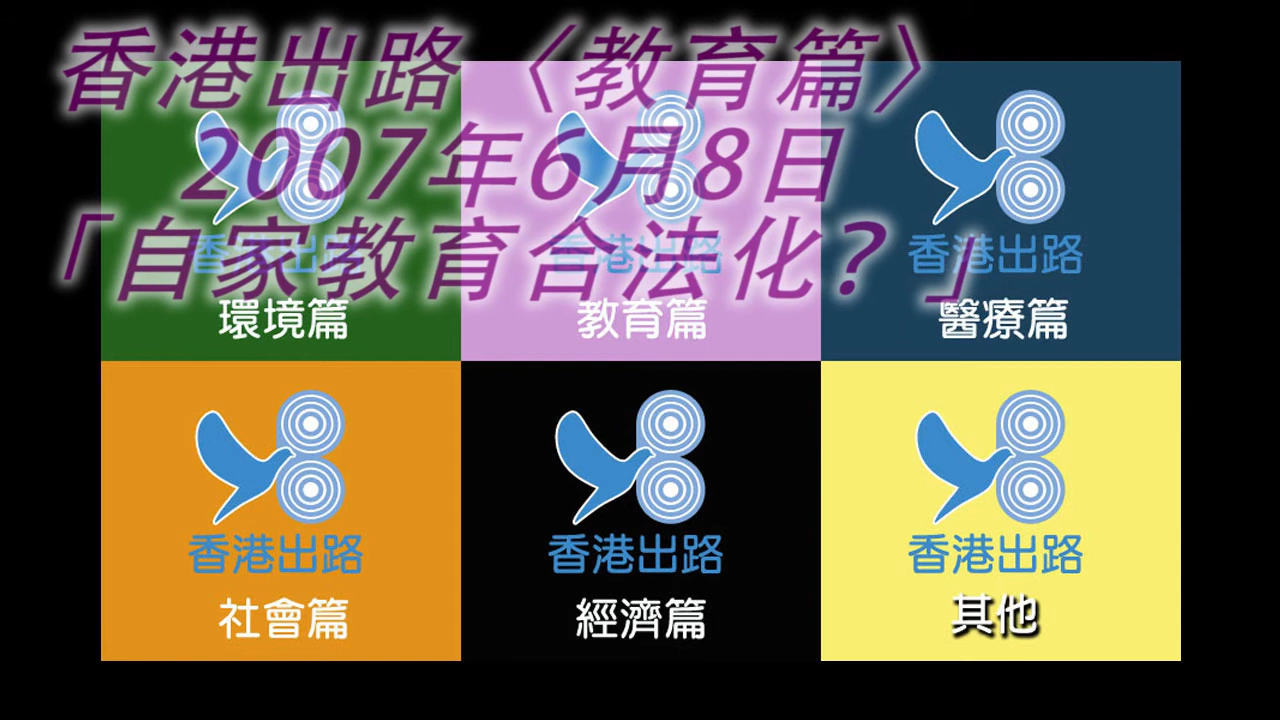 香港出路〈教育篇〉
2007年6月8日
「自家教育合法化？」
香港出路
香港出路
香港出路
環境篇
教育篇
醫療篇
香港出路
香港出路
香港出路
社會篇
經濟篇
其他